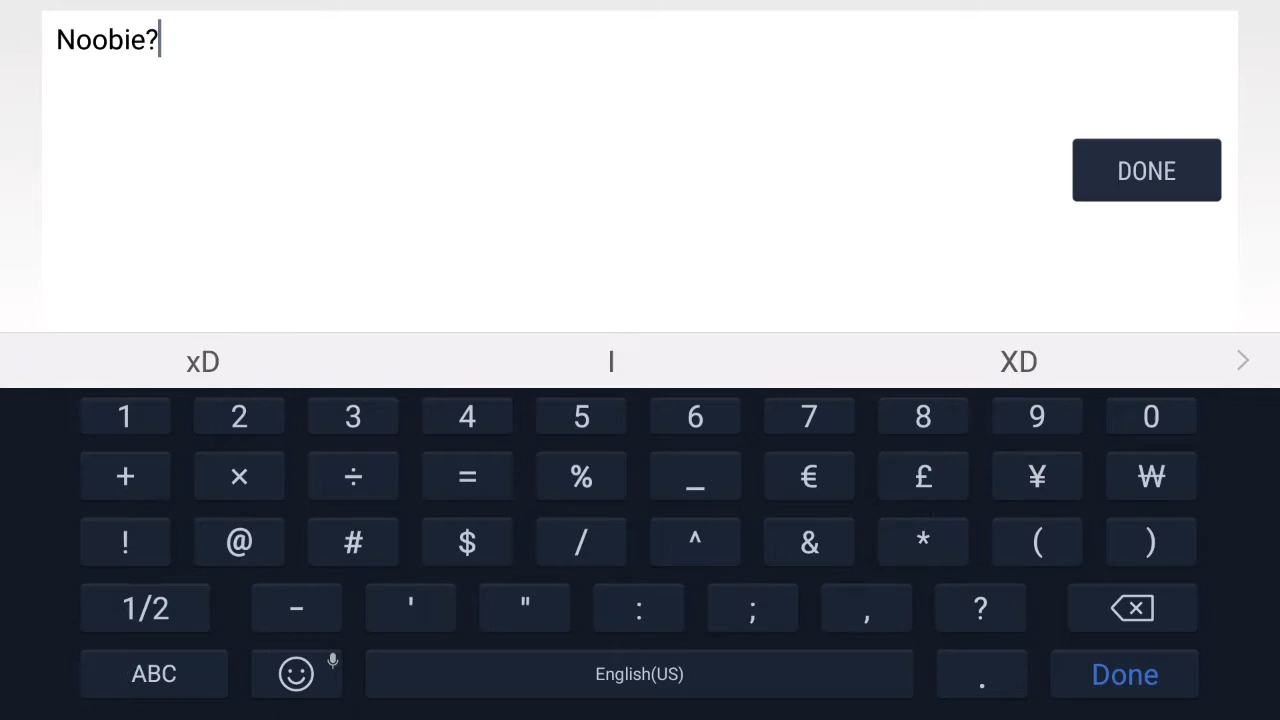 Noobie?
DONE
xD I XD
1 2 3 4 5 6 7 8 9 0
+ × ÷ = % _ € £ ¥ ₩
! @ # $ / ^ & * ( )
1/2 - ' " : ; , ?
ABC English(US) . Done